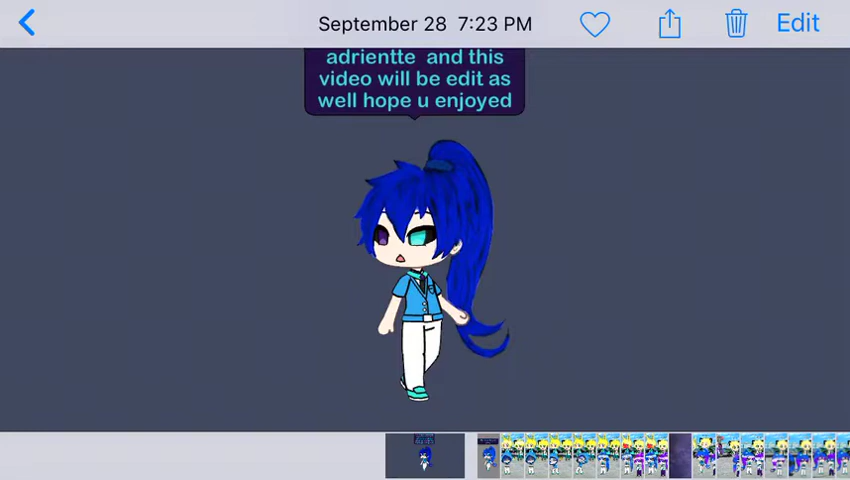 September 28 7:23 PM
Edit
adrientte and this
video will be edit as
well hope u enjoyed